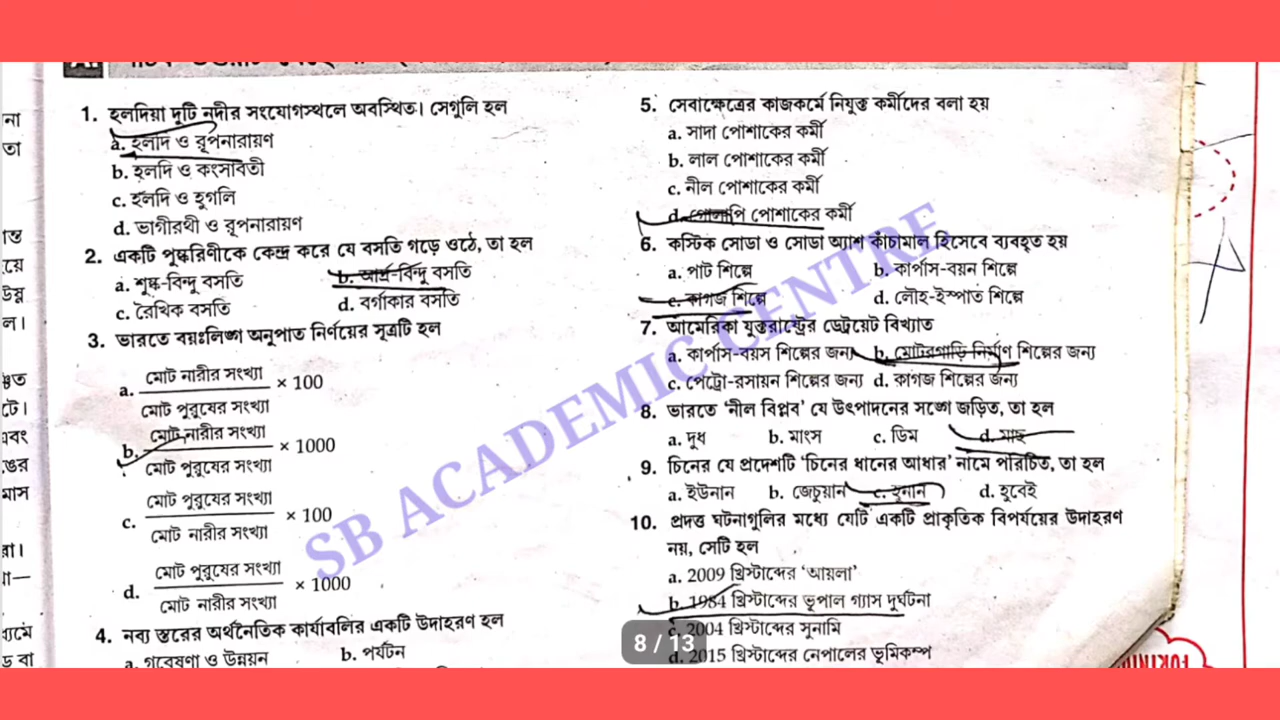 1. হলদিয়া দুটি নদীর সংযোগস্থলে অবস্থিত। সেগুলি হল
a. হলদি ও রূপনারায়ণ
b. হলদি ও কংসাবতী
c. হলদি ও হুগলি
d. ভাগীরথী ও রূপনারায়ণ
2. একটি পুষ্করিণীকে কেন্দ্র করে যে বসতি গড়ে ওঠে, তা হল
a. শুষ্ক-বিন্দু বসতি b. আর্দ্র-বিন্দু বসতি
c. রৈখিক বসতি d. বর্গাকার বসতি
3. ভারতে বয়ঃলিঙ্গ অনুপাত নির্ণয়ের সূত্রটি হল
a. মোট নারীর সংখ্যা
মোট পুরুষের সংখ্যা × 100
b. মোট নারীর সংখ্যা
মোট পুরুষের সংখ্যা × 1000
c. মোট পুরুষের সংখ্যা
মোট নারীর সংখ্যা × 100
d. মোট পুরুষের সংখ্যা
মোট নারীর সংখ্যা × 1000
4. নব্য স্তরের অর্থনৈতিক কার্যাবলির একটি উদাহরণ হল
a. গবেষণা ও উন্নয়ন b. পর্যটন
5. সেবাক্ষেত্রের কাজকর্মে নিযুক্ত কর্মীদের বলা হয়
a. সাদা পোশাকের কর্মী
b. লাল পোশাকের কর্মী
c. নীল পোশাকের কর্মী
d. গোলাপি পোশাকের কর্মী
6. কস্টিক সোডা ও সোডা অ্যাশ কাঁচামাল হিসেবে ব্যবহৃত হয়
a. পাট শিল্পে b. কার্পাস-বয়ন শিল্পে
c. কাগজ শিল্পে d. লৌহ-ইস্পাত শিল্পে
7. আমেরিকা যুক্তরাষ্ট্রের ডেট্রয়েট বিখ্যাত
a. কার্পাস-বয়স শিল্পের জন্য b. মোটরগাড়ি নির্মাণ শিল্পের জন্য
c. পেট্রো-রসায়ন শিল্পের জন্য d. কাগজ শিল্পের জন্য
8. ভারতে ‘নীল বিপ্লব’ যে উৎপাদনের সঙ্গে জড়িত, তা হল
a. দুধ b. মাংস c. ডিম d. মাছ
9. চিনের যে প্রদেশটি ‘চিনের ধানের আধার’ নামে পরিচিত, তা হল
a. ইউনান b. জেচুয়ান c. হুনান d. হুবেই
10. প্রদত্ত ঘটনাগুলির মধ্যে যেটি একটি প্রাকৃতিক বিপর্যয়ের উদাহরণ
নয়, সেটি হল
a. 2009 খ্রিস্টাব্দের ‘আয়লা’
b. 1984 খ্রিস্টাব্দের ভূপাল গ্যাস দুর্ঘটনা
c. 2004 খ্রিস্টাব্দের সুনামি
d. 2015 খ্রিস্টাব্দের নেপালের ভূমিকম্প
SB ACADEMIC CENTRE
8 / 13